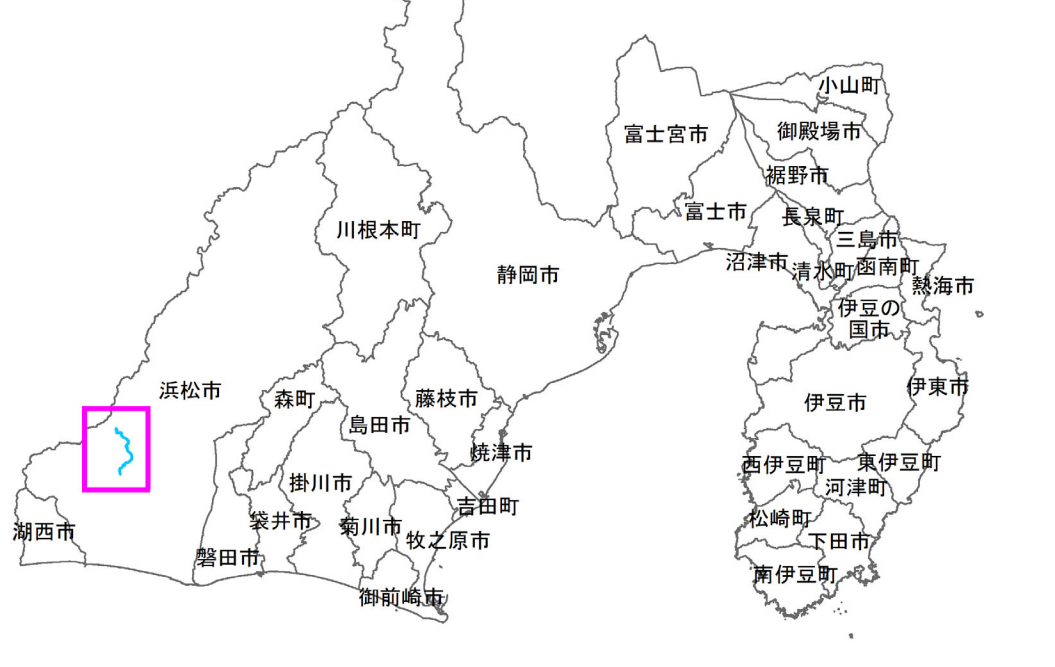 小山町
御殿場市
富士宮市
裾野市
富士市
長泉町
川根本町
三島市
沼津市
清水町
函南町
静岡市
熱海市
伊豆の
国市
浜松市
森町
藤枝市
伊豆市
伊東市
島田市
焼津市
西伊豆町
東伊豆町
掛川市
河津町
吉田町
袋井市
菊川市
松崎町
湖西市
牧之原市
下田市
磐田市
南伊豆町
御前崎市